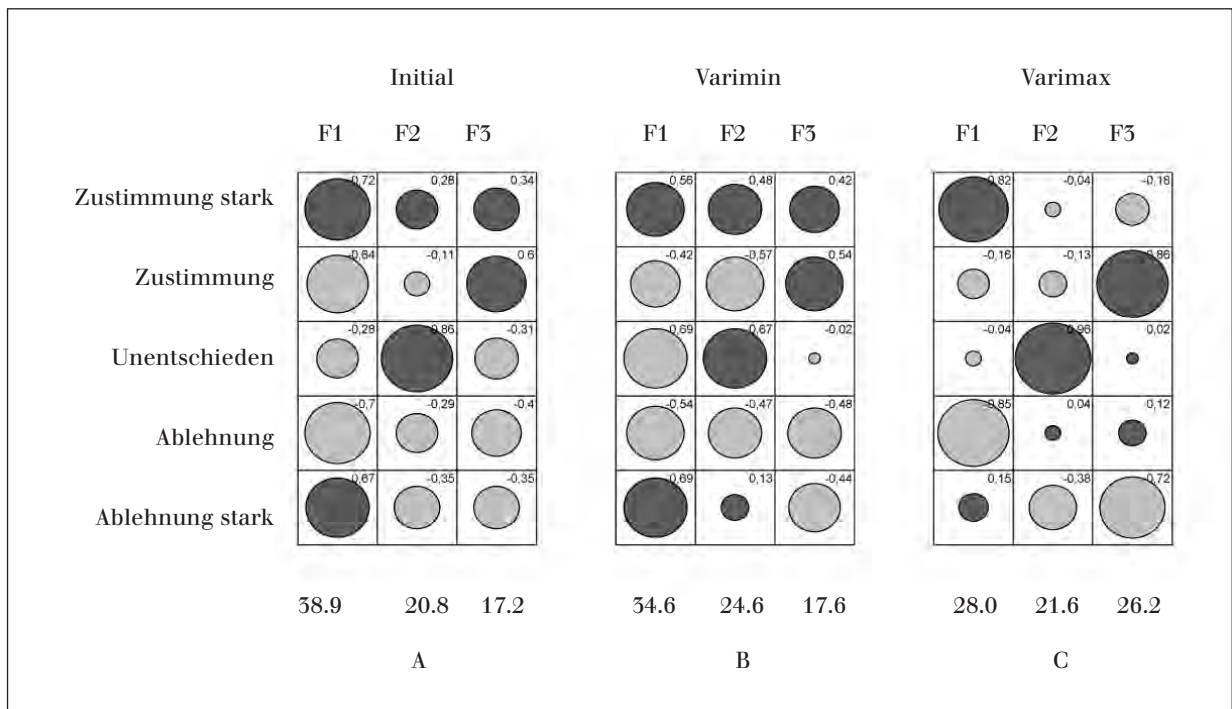 Initial Varimin Varimax
F1 F2 F3 F1 F2 F3 F1 F2 F3
Zustimmung stark 0,72 0,28 0,34 0,56 0,48 0,42 0,82 -0,04 -0,18
Zustimmung -0,64 -0,11 0,6 -0,42 -0,57 0,54 -0,16 -0,13 0,86
Unentschieden -0,28 0,86 -0,31 0,69 0,67 -0,02 -0,04 0,96 0,02
Ablehnung -0,7 -0,29 -0,4 -0,54 -0,47 -0,48 -0,85 0,04 0,12
Ablehnung stark 0,67 -0,35 -0,35 0,69 0,13 -0,44 0,15 -0,38 -0,72
38.9 20.8 17.2 34.6 24.6 17.6 28.0 21.6 26.2
A B C